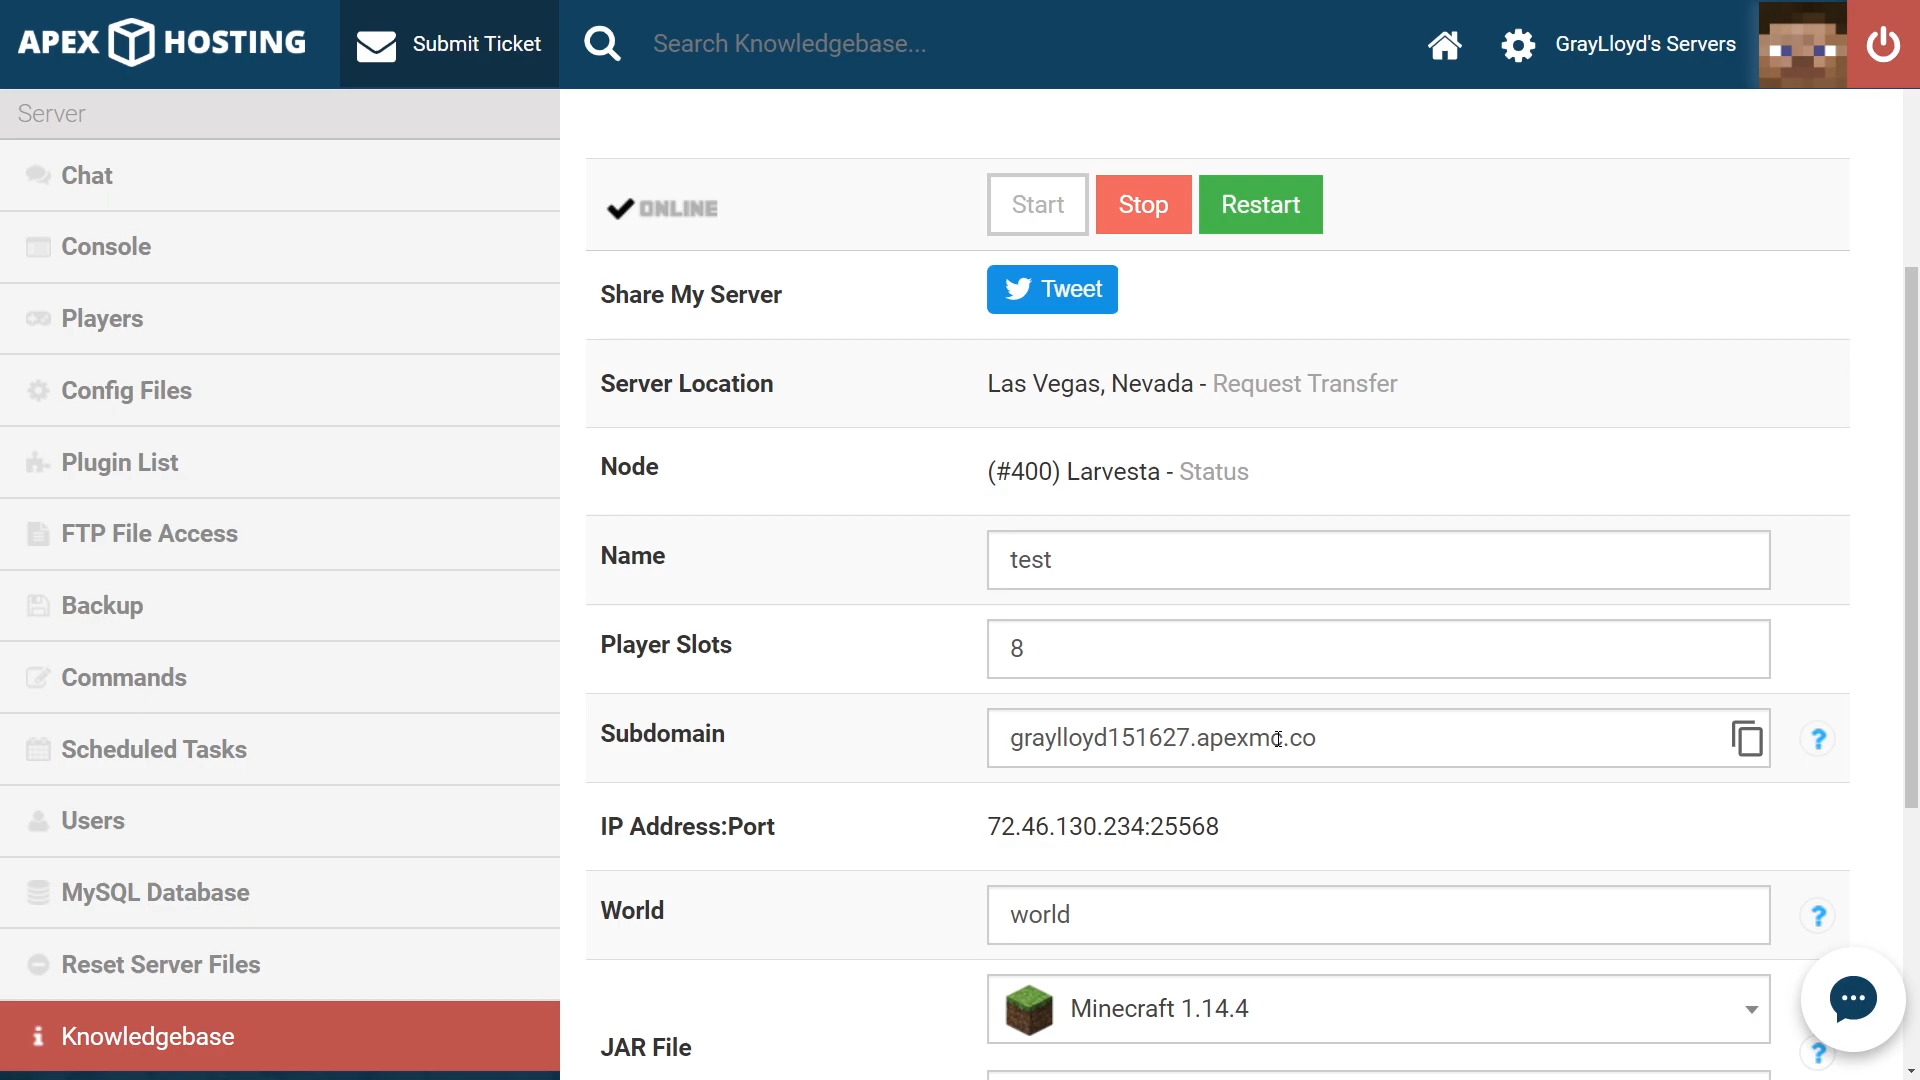 APEX HOSTING
Submit Ticket
Search Knowledgebase...
GrayLloyd's Servers
Server
Chat
Console
Players
Config Files
Plugin List
FTP File Access
Backup
Commands
Scheduled Tasks
Users
MySQL Database
Reset Server Files
Knowledgebase
ONLINE
Start
Stop
Restart
Share My Server
Tweet
Server Location
Las Vegas, Nevada - Request Transfer
Node
(#400) Larvesta - Status
Name
test
Player Slots
8
Subdomain
graylloyd151627.apexmc.co
?
IP Address:Port
72.46.130.234:25568
World
world
?
JAR File
Minecraft 1.14.4
?